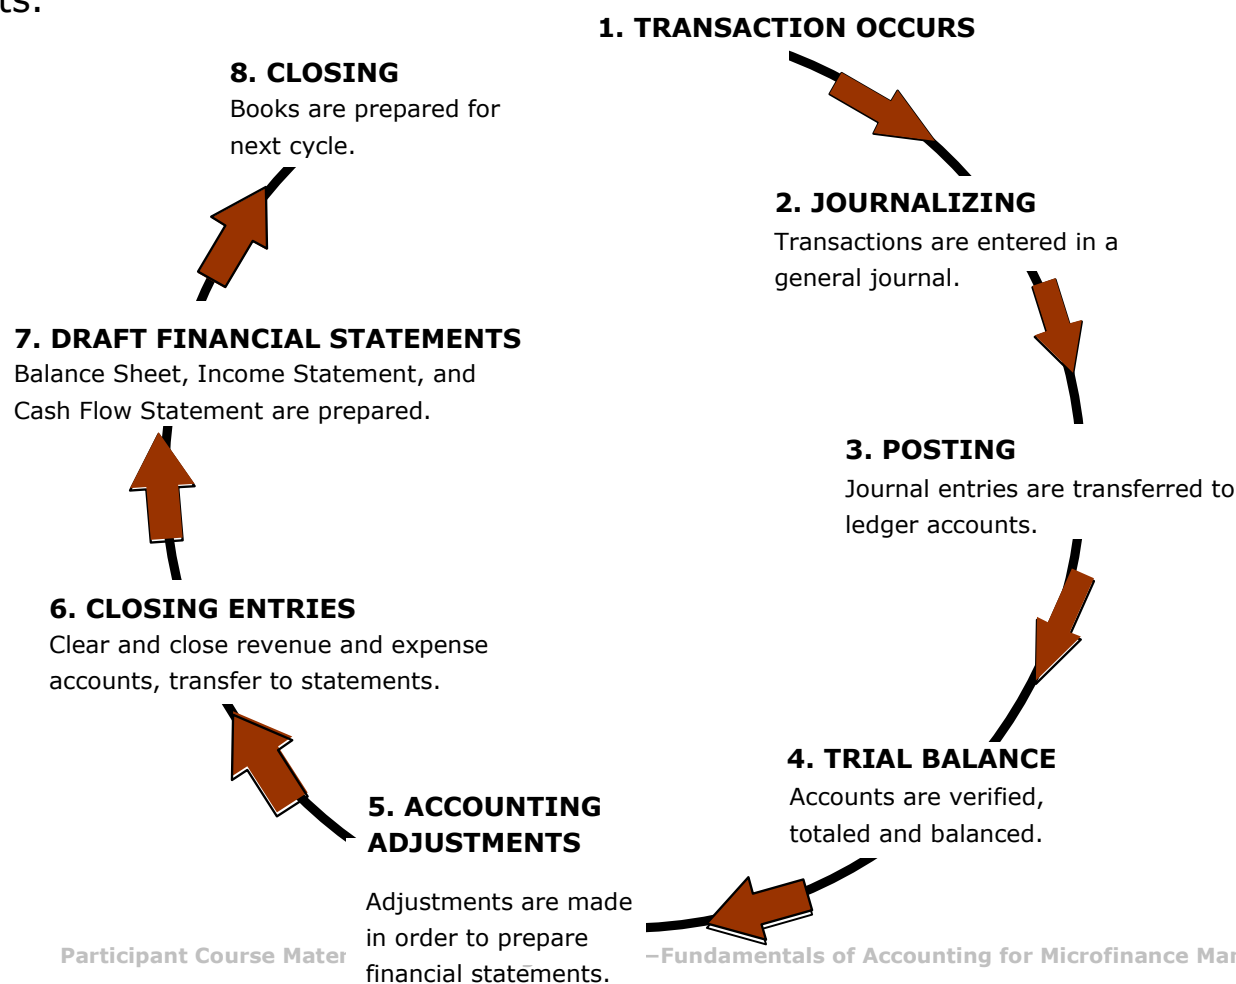 ts.
1. TRANSACTION OCCURS
2. JOURNALIZING
Transactions are entered in a
general journal.
3. POSTING
Journal entries are transferred to
ledger accounts.
4. TRIAL BALANCE
Accounts are verified,
totaled and balanced.
5. ACCOUNTING
ADJUSTMENTS
Adjustments are made
in order to prepare
financial statements.
6. CLOSING ENTRIES
Clear and close revenue and expense
accounts, transfer to statements.
7. DRAFT FINANCIAL STATEMENTS
Balance Sheet, Income Statement, and
Cash Flow Statement are prepared.
8. CLOSING
Books are prepared for
next cycle.
Participant Course Mater –Fundamentals of Accounting for Microfinance Ma